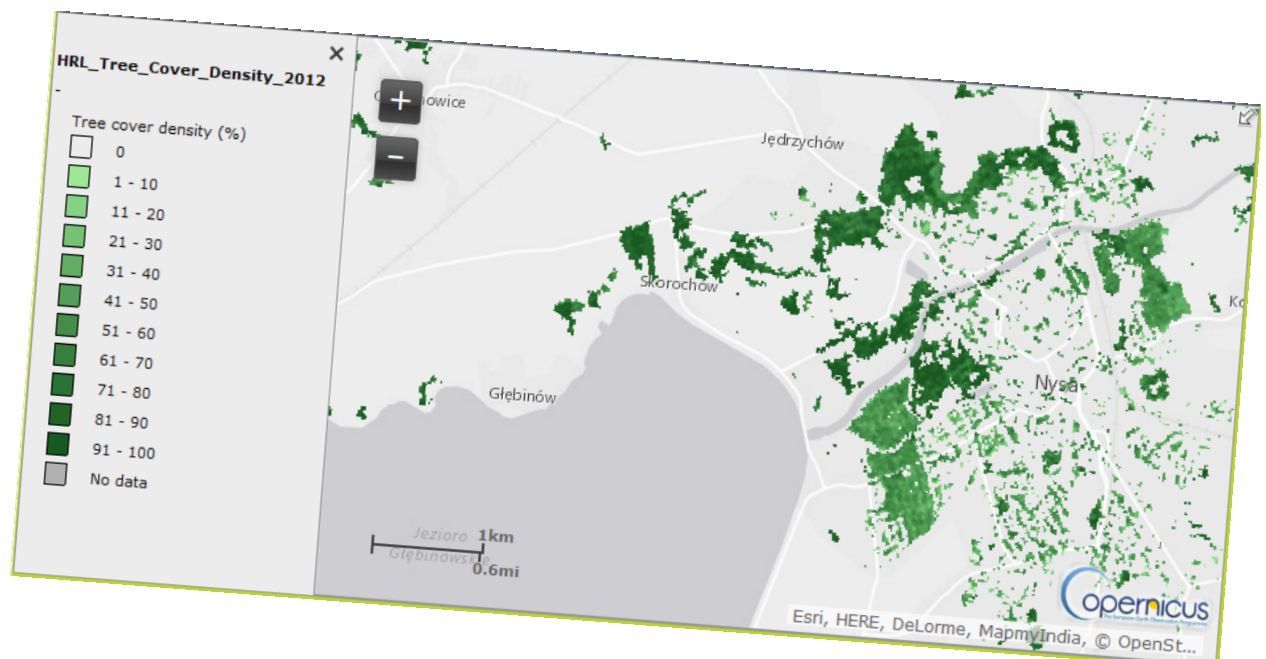 HRL_Tree_Cover_Density_2012
-
Tree cover density (%)
0
1 - 10
11 - 20
21 - 30
31 - 40
41 - 50
51 - 60
61 - 70
71 - 80
81 - 90
91 - 100
No data
+
−
Jędrzychów
Skorochów
Głębinów
Nysa
Jezioro
Głębinowskie
1km
0.6mi
opernicus
Esri, HERE, DeLorme, MapmyIndia, © OpenSt...